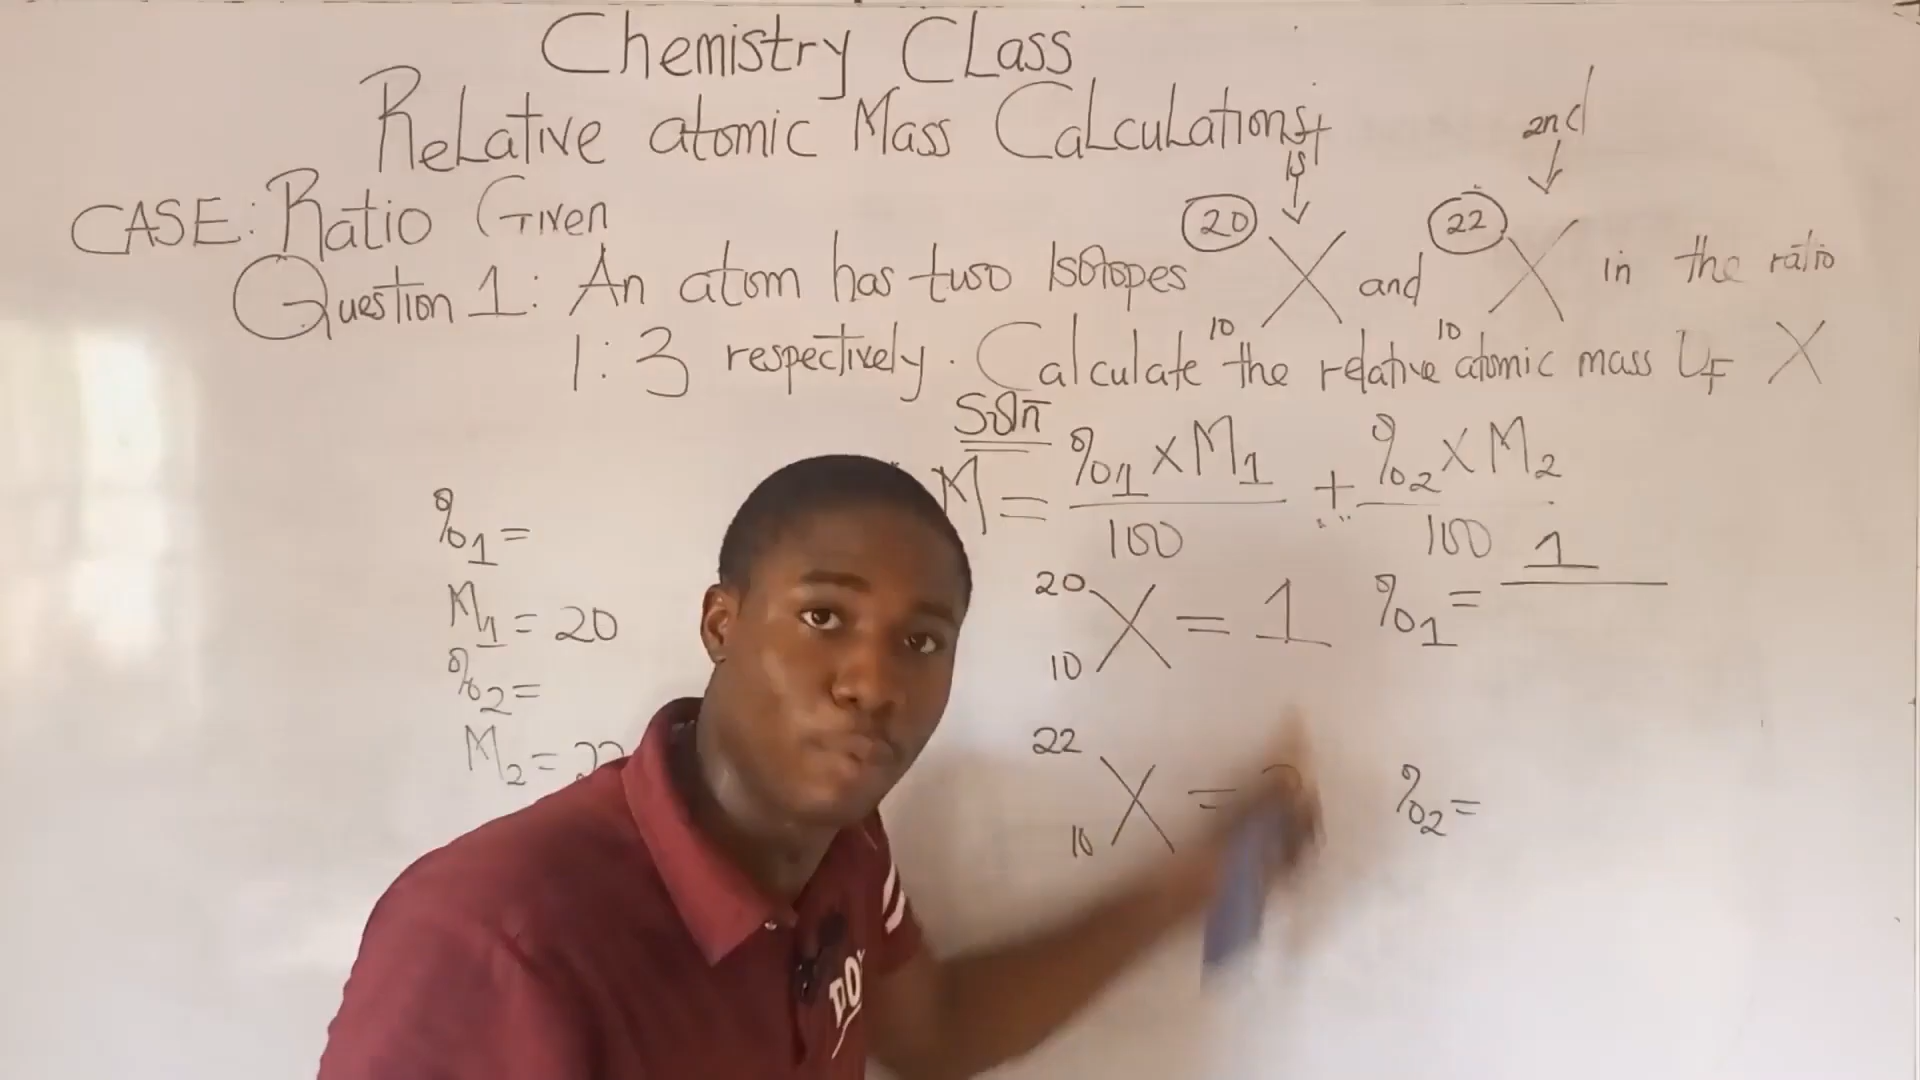 Chemistry CLass
ReLative atomic Mass CaLcuLations
CASE: Ratio Given
1st
2nd
Question 1: An atom has two Isotopes 20 10 X and 22 10 X in the ratio
1:3 respectively. Calculate the relative atomic mass of X
Soln
M = %1 x M1 / 100 + %2 x M2 / 100
%1 =
M1 = 20
%2 =
M2 = 22
20 10 X = 1 %1 = 1
22 10 X = %2 =